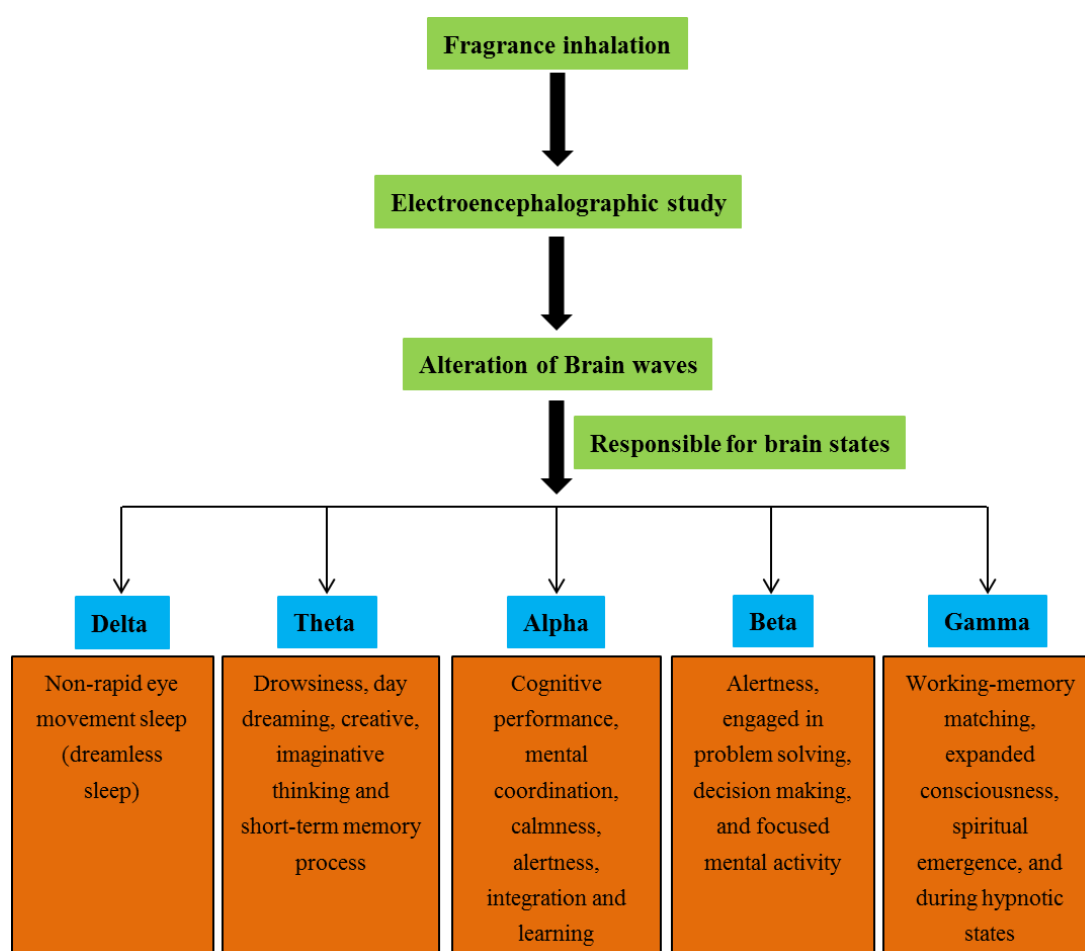 Fragrance inhalation
Electroencephalographic study
Alteration of Brain waves
Responsible for brain states
Delta
Theta
Alpha
Beta
Gamma
Non-rapid eye
movement sleep
(dreamless
sleep)
Drowsiness, day
dreaming, creative,
imaginative
thinking and
short-term memory
process
Cognitive
performance,
mental
coordination,
calmness,
alertness,
integration and
learning
Alertness,
engaged in
problem solving,
decision making,
and focused
mental activity
Working-memory
matching,
expanded
consciousness,
spiritual
emergence, and
during hypnotic
states